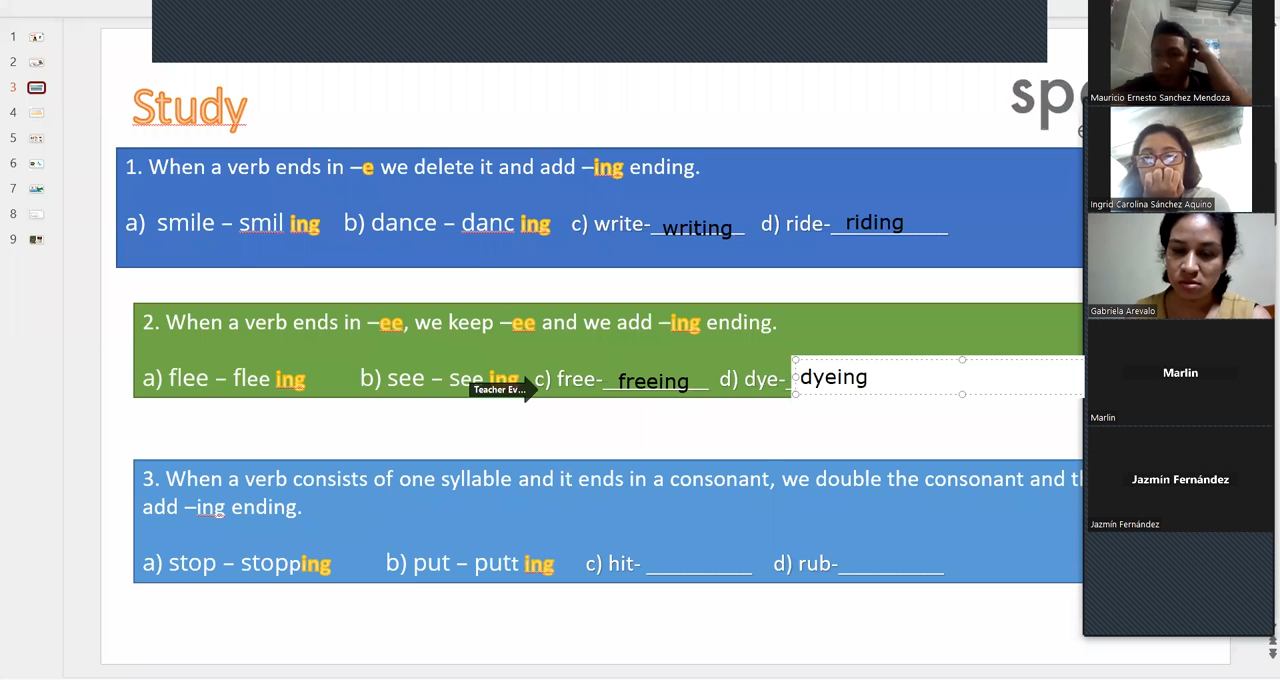 1
2
3
4
5
6
7
8
9
Study
1. When a verb ends in –e we delete it and add –ing ending.
a) smile – smil ing b) dance – danc ing c) write-_writing_ d) ride-_riding____
2. When a verb ends in –ee, we keep –ee and we add –ing ending.
a) flee – flee ing b) see – see ing c) free-_freeing__ d) dye-_dyeing
Teacher Ev...
3. When a verb consists of one syllable and it ends in a consonant, we double the consonant and
add –ing ending.
a) stop – stopping b) put – putt ing c) hit- __________ d) rub-__________
Mauricio Ernesto Sanchez Mendoza
Ingrid Carolina Sánchez Aquino
Gabriela Arevalo
Marlin
Marlin
Jazmín Fernández
Jazmín Fernández